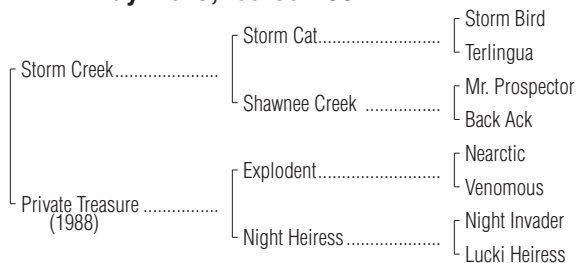 Storm Bird
Storm Cat
Terlingua
Storm Creek
Mr. Prospector
Shawnee Creek
Back Ack
Nearctic
Explodent
Venomous
Private Treasure
(1988)
Night Invader
Night Heiress
Lucki Heiress